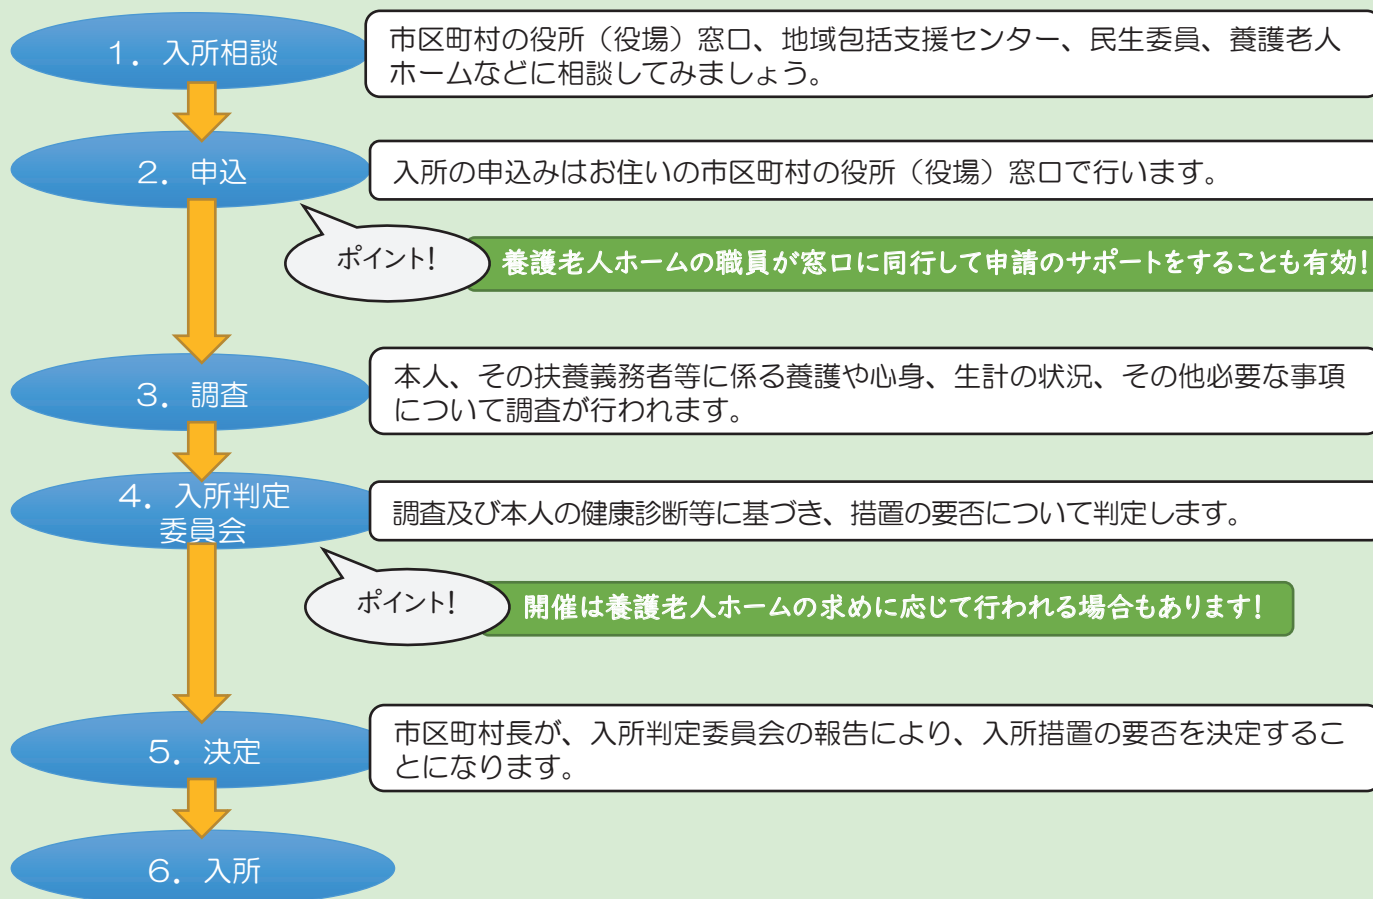 1．入所相談
市区町村の役所（役場）窓口、地域包括支援センター、民生委員、養護老人
ホームなどに相談してみましょう。
2．申込
入所の申込みはお住いの市区町村の役所（役場）窓口で行います。
ポイント！
養護老人ホームの職員が窓口に同行して申請のサポートをすることも有効！
3．調査
本人、その扶養義務者等に係る養護や心身、生計の状況、その他必要な事項
について調査が行われます。
4．入所判定
委員会
調査及び本人の健康診断等に基づき、措置の要否について判定します。
ポイント！
開催は養護老人ホームの求めに応じて行われる場合もあります！
5．決定
市区町村長が、入所判定委員会の報告により、入所措置の要否を決定するこ
とになります。
6．入所